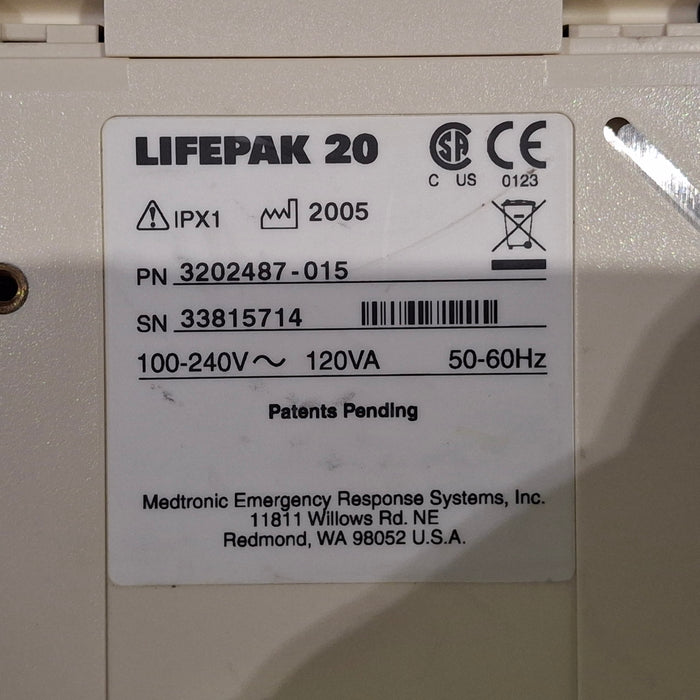 LIFEPAK 20
C US 0123
IPX1 2005
PN 3202487-015
SN 33815714
100-240V~ 120VA 50-60Hz
Patents Pending
Medtronic Emergency Response Systems, Inc.
11811 Willows Rd. NE
Redmond, WA 98052 U.S.A.